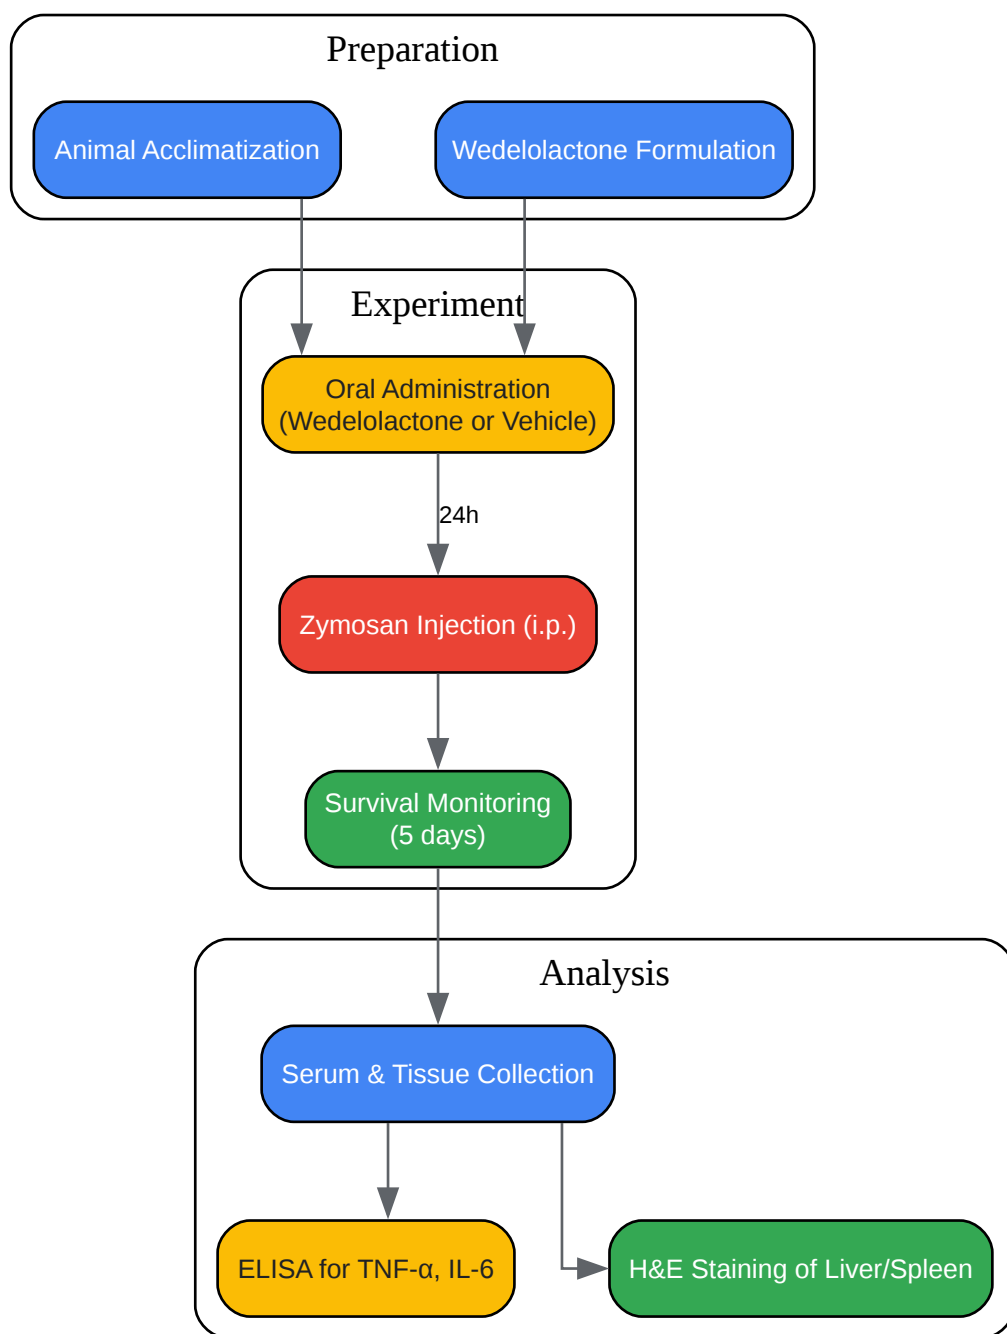 Preparation
Animal Acclimatization
Wedelolactone Formulation
Experiment
Oral Administration
(Wedelolactone or Vehicle)
24h
Zymosan Injection (i.p.)
Survival Monitoring
(5 days)
Analysis
Serum & Tissue Collection
ELISA for TNF-α, IL-6
H&E Staining of Liver/Spleen